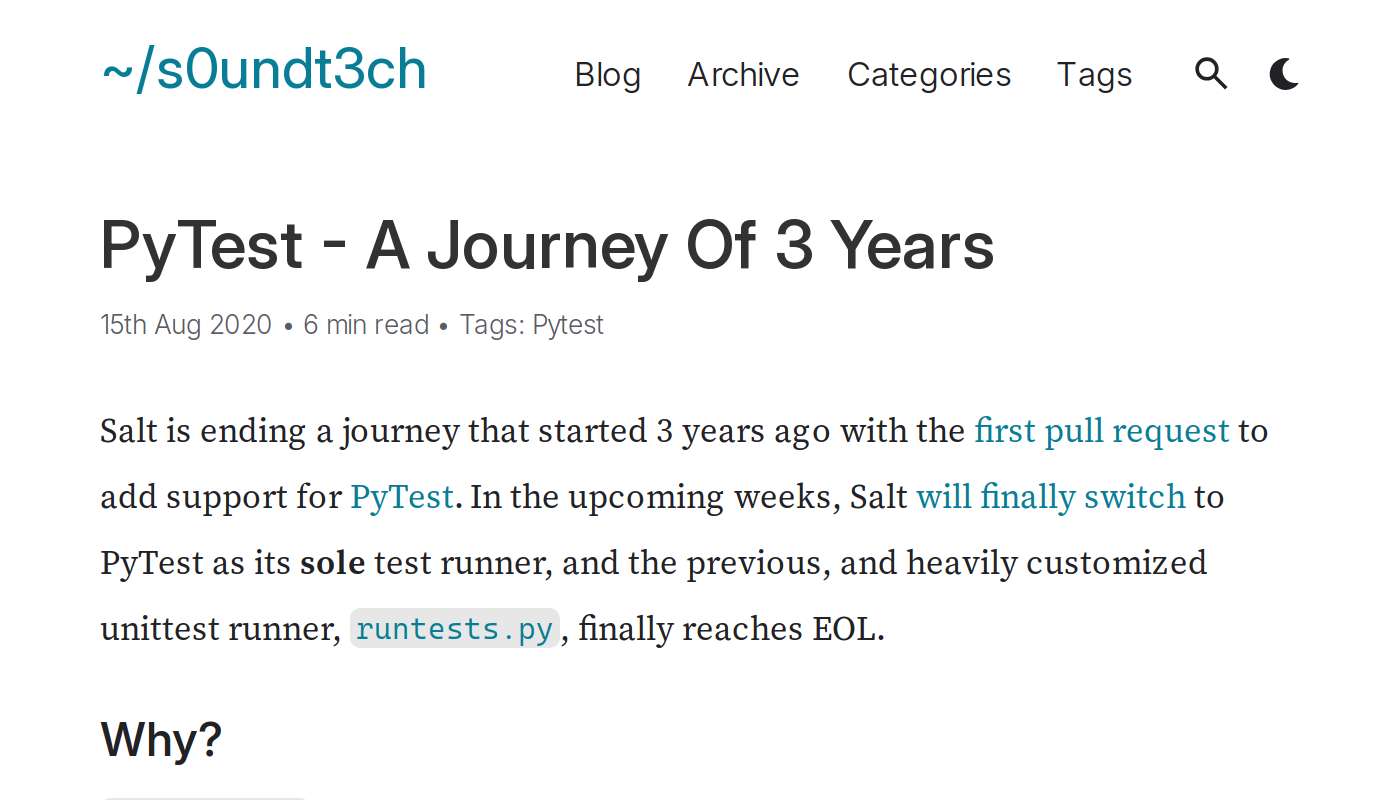 ~/s0undt3ch
Blog Archive Categories Tags
PyTest - A Journey Of 3 Years
15th Aug 2020 • 6 min read • Tags: Pytest
Salt is ending a journey that started 3 years ago with the first pull request to
add support for PyTest. In the upcoming weeks, Salt will finally switch to
PyTest as its sole test runner, and the previous, and heavily customized
unittest runner, runtests.py, finally reaches EOL.
Why?